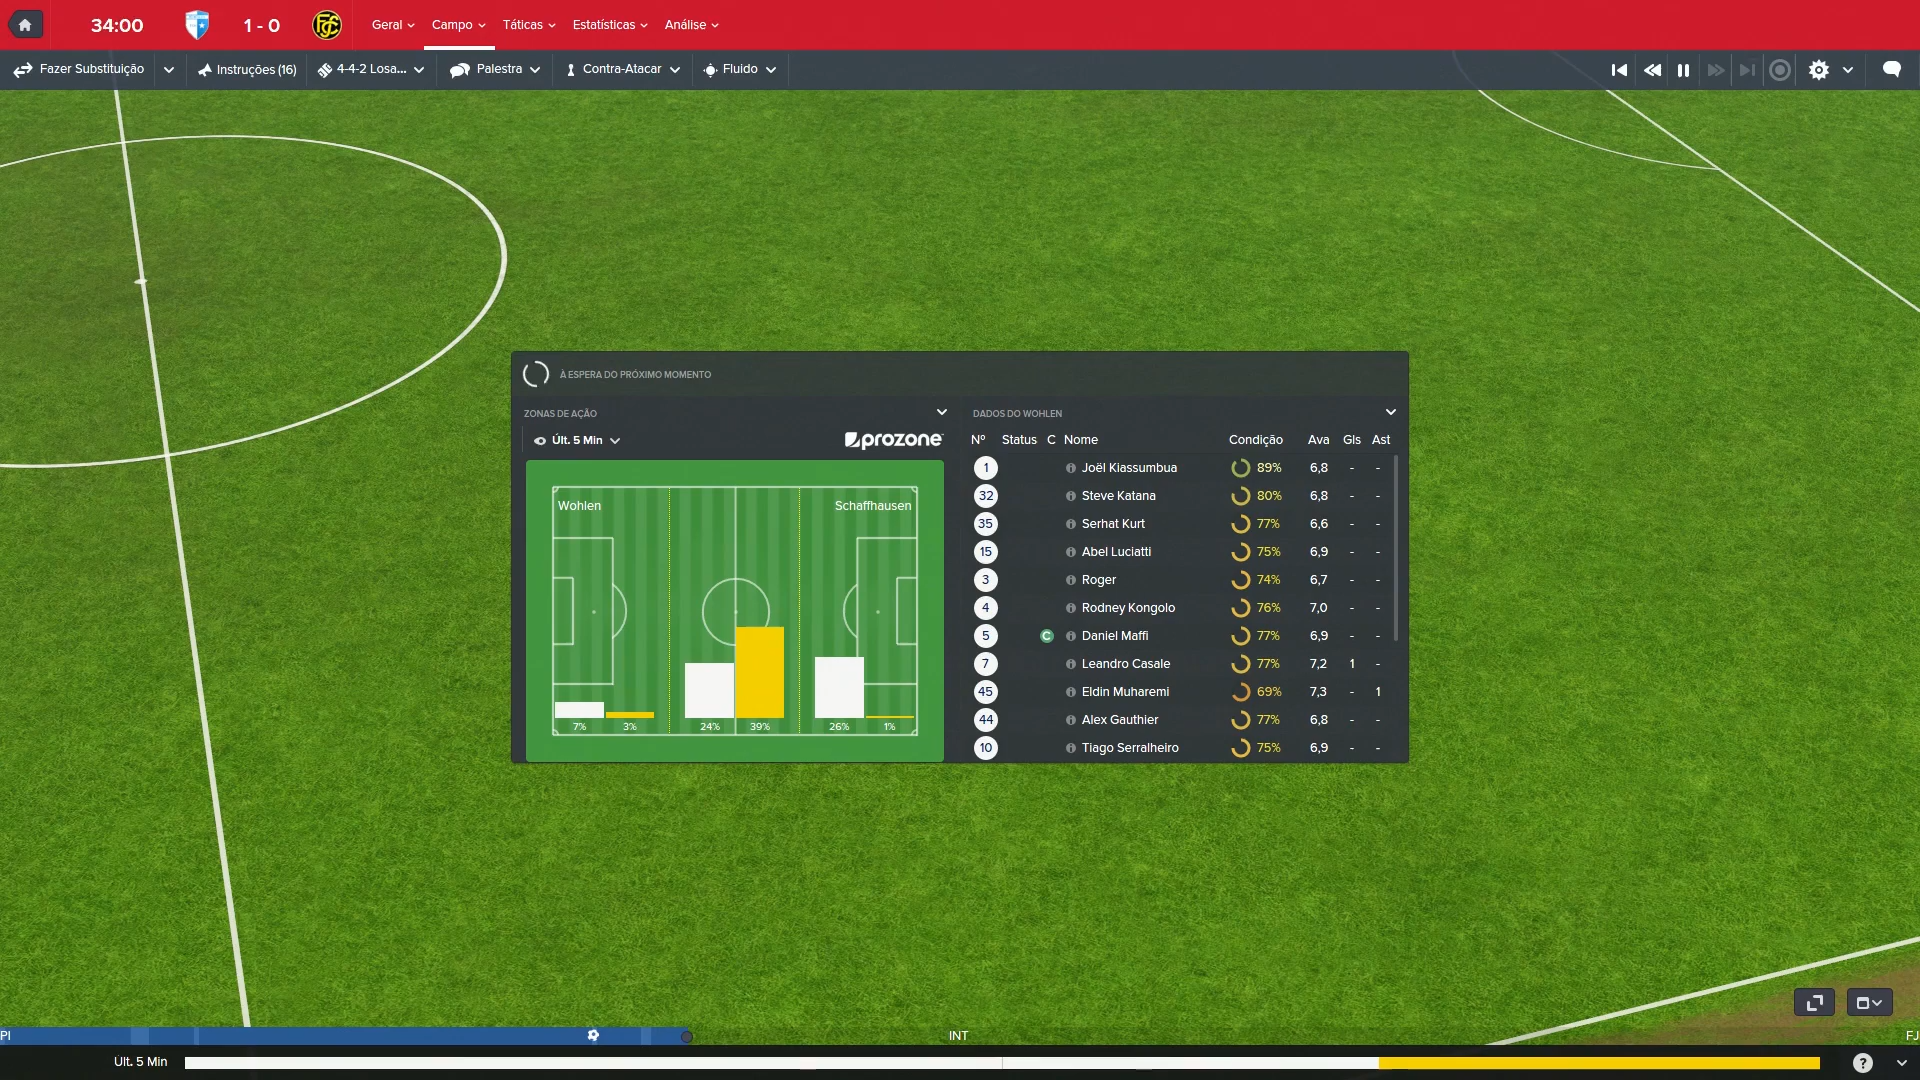 34:00 1 - 0 Geral Campo Táticas Estatísticas Análise
Fazer Substituição Instruções (16) 4-4-2 Losa... Palestra Contra-Atacar Fluido
À ESPERA DO PRÓXIMO MOMENTO
ZONAS DE AÇÃO
Últ. 5 Min prozone
Wohlen Schaffhausen
7% 3% 24% 39% 26% 1%
DADOS DO WOHLEN
Nº Status C Nome Condição Ava Gls Ast
1 Joël Kiassumbua 89% 6,8 - -
32 Steve Katana 80% 6,8 - -
35 Serhat Kurt 77% 6,6 - -
15 Abel Luciatti 75% 6,9 - -
3 Roger 74% 6,7 - -
4 Rodney Kongolo 76% 7,0 - -
5 C Daniel Maffi 77% 6,9 - -
7 Leandro Casale 77% 7,2 1 -
45 Eldin Muharemi 69% 7,3 - 1
44 Alex Gauthier 77% 6,8 - -
10 Tiago Serralheiro 75% 6,9 - -
PI INT FJ
Últ. 5 Min ?